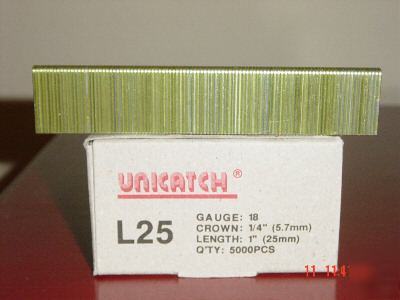 UNICATCH®
L25
GAUGE: 18
CROWN: 1/4" (5.7mm)
LENGTH: 1" (25mm)
Q'TY: 5000PCS